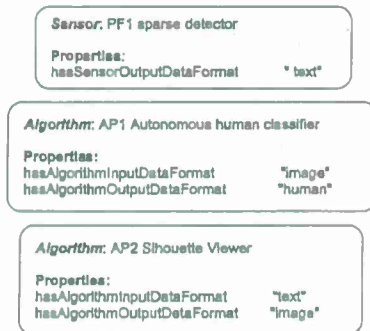 Sensor: PF1 sparse detector
Properties:
hasSensorOutputDataFormat " text"
Algorithm: AP1 Autonomous human classifier
Properties:
hasAlgorithmInputDataFormat "image"
hasAlgorithmOutputDataFormat "human"
Algorithm: AP2 Silhouette Viewer
Properties:
hasAlgorithmInputDataFormat "text"
hasAlgorithmOutputDataFormat "image"